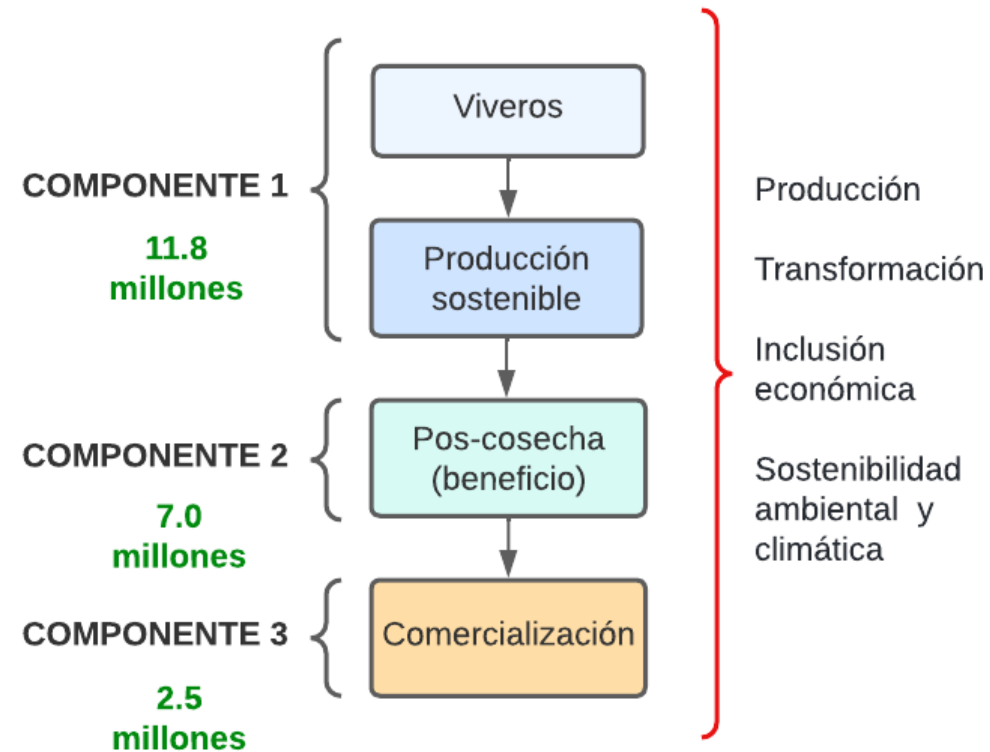 COMPONENTE 1
11.8
millones
Viveros
Producción
sostenible
COMPONENTE 2
7.0
millones
Pos-cosecha
(beneficio)
COMPONENTE 3
2.5
millones
Comercialización
Producción
Transformación
Inclusión
económica
Sostenibilidad
ambiental y
climática